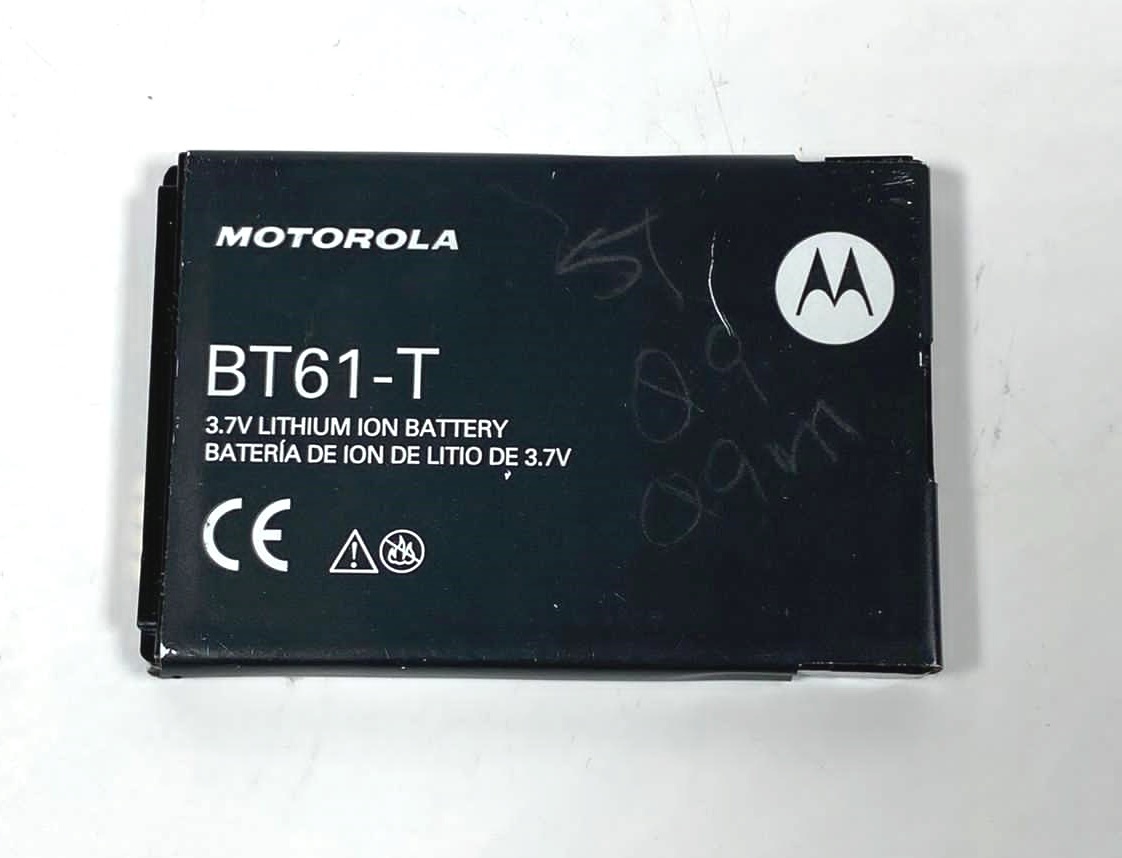 MOTOROLA
BT61-T
3.7V LITHIUM ION BATTERY
BATERÍA DE ION DE LITIO DE 3.7V
CE